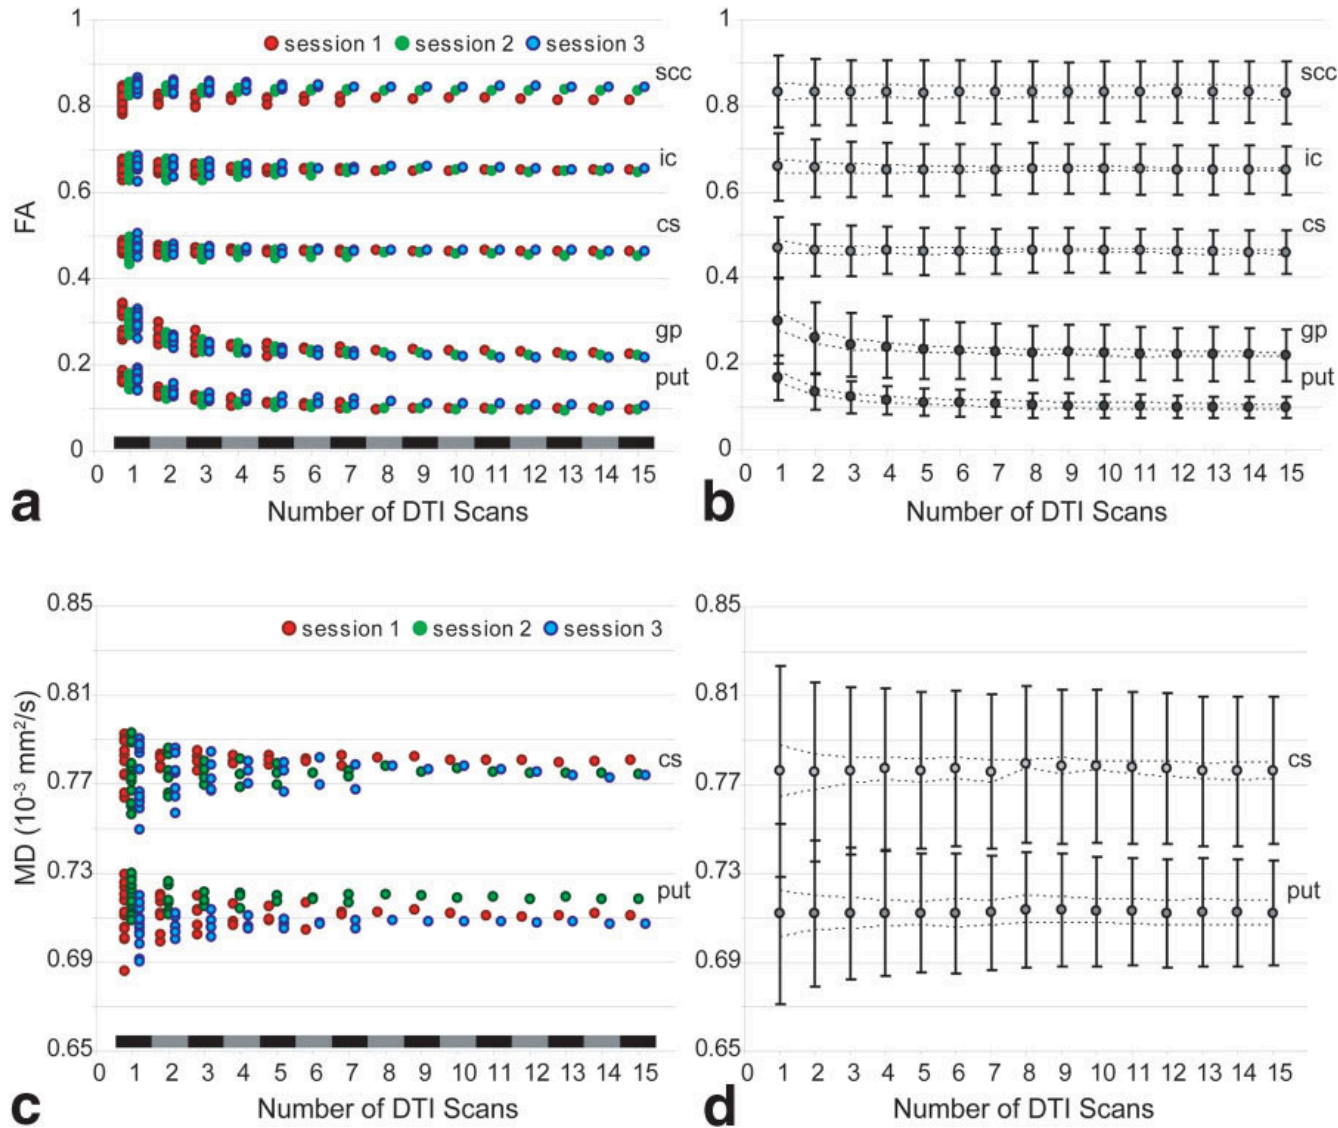 1
session 1 session 2 session 3
0.8
0.6
0.4
0.2
0
FA
scc
ic
cs
gp
put
0 1 2 3 4 5 6 7 8 9 10 11 12 13 14 15
Number of DTI Scans
a
1
0.8
0.6
0.4
0.2
0
scc
ic
cs
gp
put
0 1 2 3 4 5 6 7 8 9 10 11 12 13 14 15
Number of DTI Scans
b
0.85
session 1 session 2 session 3
0.81
0.77
0.73
0.69
0.65
MD (10⁻³ mm²/s)
cs
put
0 1 2 3 4 5 6 7 8 9 10 11 12 13 14 15
Number of DTI Scans
c
0.85
0.81
0.77
0.73
0.69
0.65
cs
put
0 1 2 3 4 5 6 7 8 9 10 11 12 13 14 15
Number of DTI Scans
d